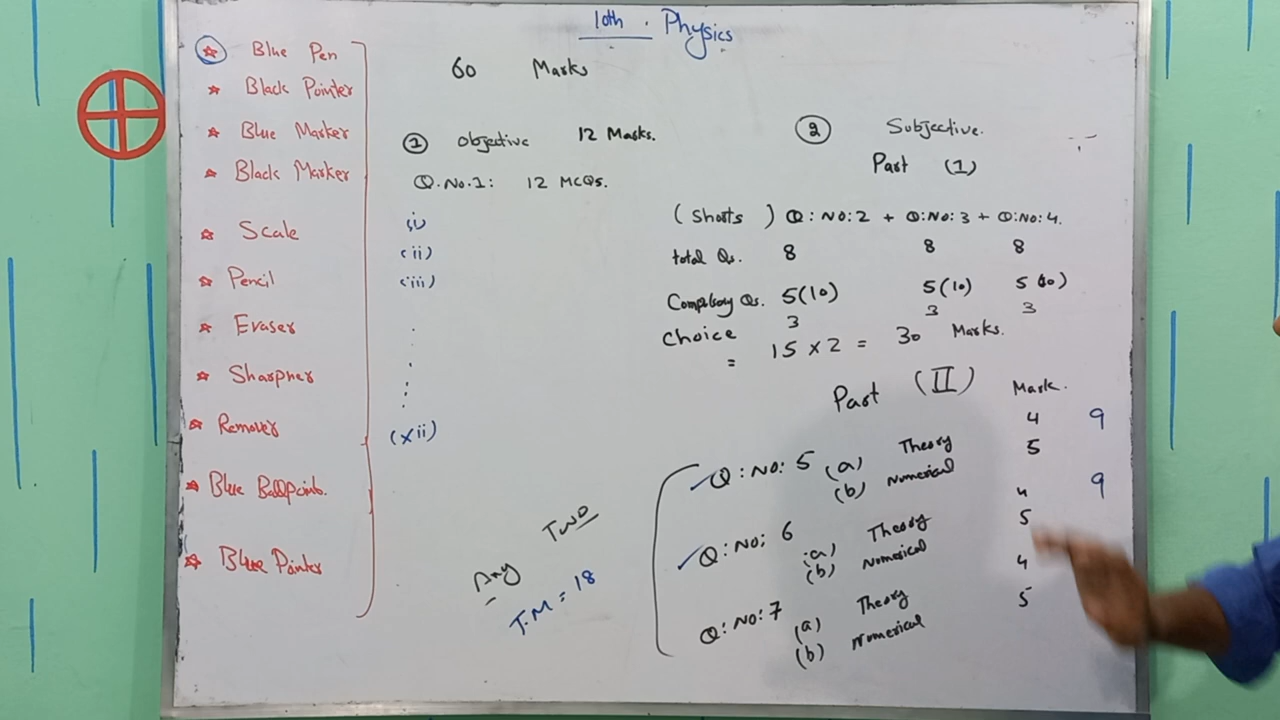 10th . Physics
☆ Blue Pen
☆ Black Pointer
☆ Blue Marker
☆ Black Marker
☆ Scale
☆ Pencil
☆ Eraser
☆ Sharpner
☆ Remover
☆ Blue Ballpoint.
☆ Blue Pointer
60 Marks
① Objective 12 Marks.
Q.No.1: 12 MCQs.
(i)
(ii)
(iii)
(xii)
② Subjective.
Part (1)
(Shorts) Q:No:2 + Q:No:3 + Q:No:4.
total Qs. 8 8 8
Compulsory Qs. 5(10) 5(10) 5(10)
Choice 3 3 3
= 15 × 2 = 30 Marks.
Part (II) Mark.
Q:No: 5 (a) Theory 4 9
(b) Numerical 5
Q:No: 6 (a) Theory 4 9
(b) Numerical 5
Q:No:7 (a) Theory 4
(b) Numerical 5
Any Two
T.M = 18